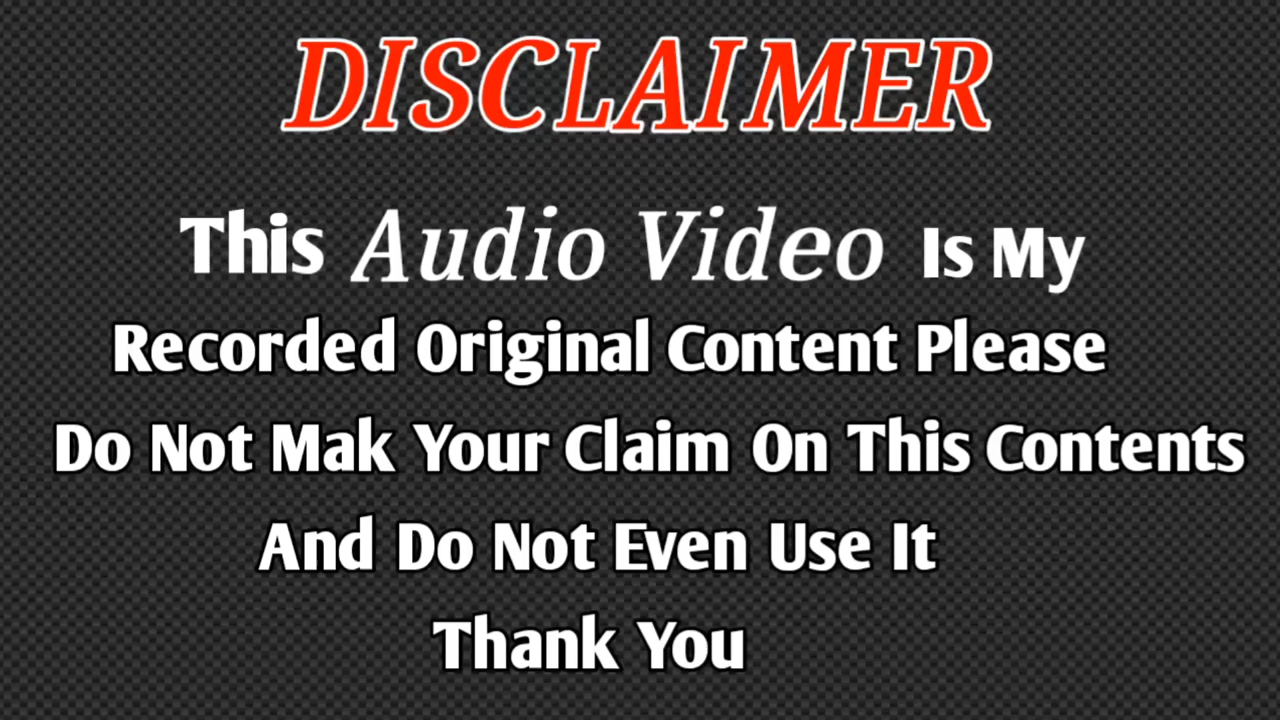 DISCLAIMER
This Audio Video Is My
Recorded Original Content Please
Do Not Mak Your Claim On This Contents
And Do Not Even Use It
Thank You